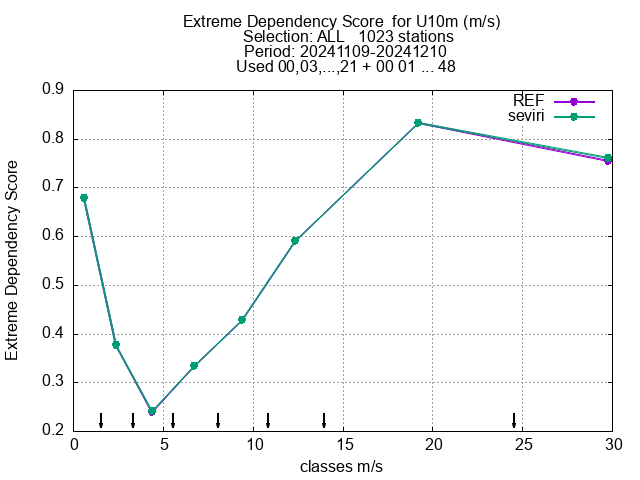 Extreme Dependency Score  for U10m (m/s)
Selection: ALL   1023 stations
Period: 20241109-20241210
Used 00,03,...,21 + 00 01 ... 48
REF
seviri
0.9
0.8
0.7
0.6
0.5
0.4
0.3
0.2
Extreme Dependency Score
0 5 10 15 20 25 30
classes m/s